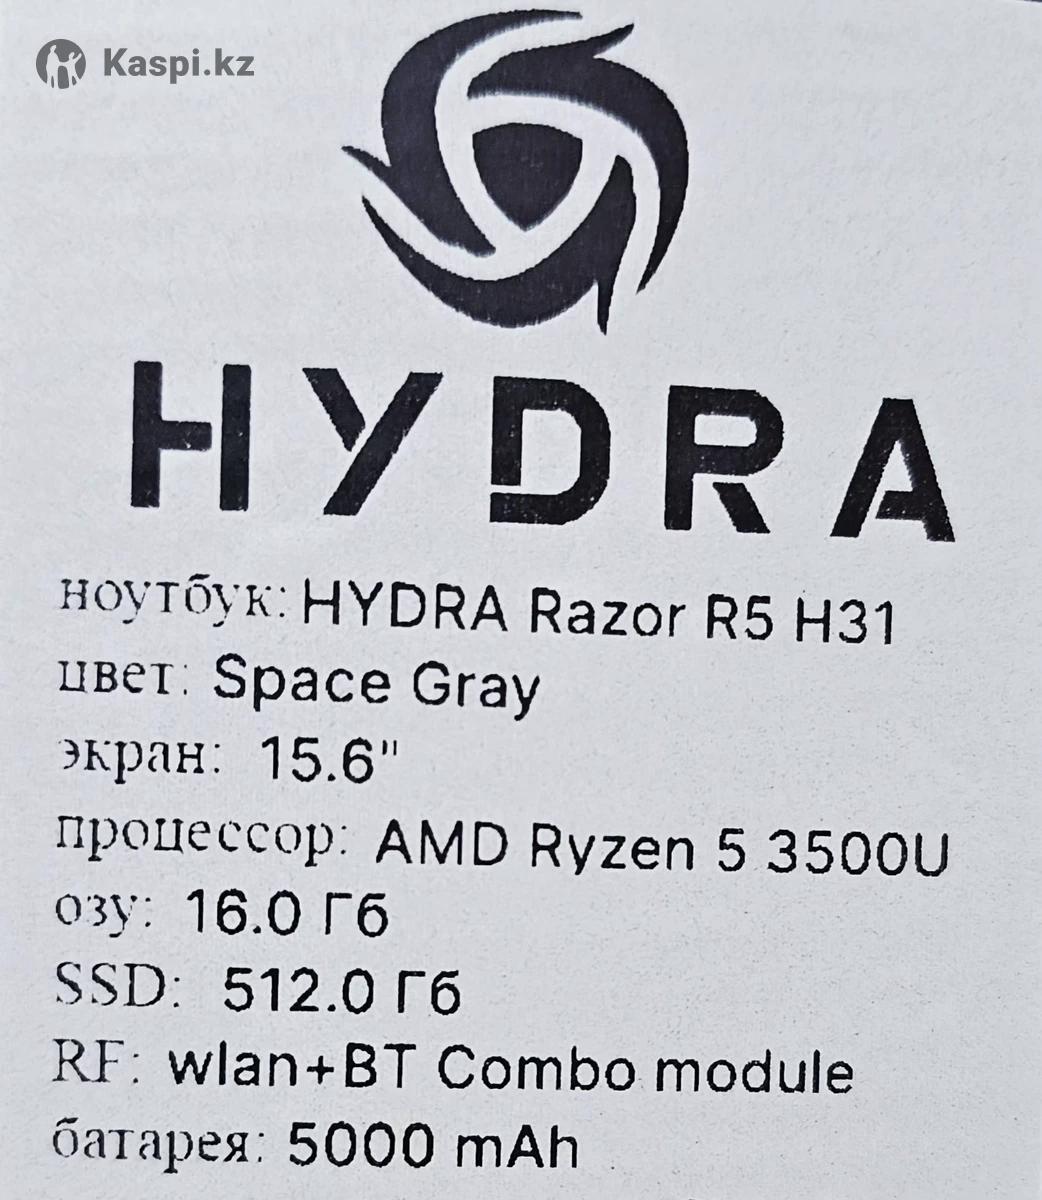 Kaspi.kz
HYDRA
ноутбук: HYDRA Razor R5 H31
цвет: Space Gray
экран: 15.6"
процессор: AMD Ryzen 5 3500U
озу: 16.0 Гб
SSD: 512.0 Гб
RF: wlan+BT Combo module
батарея: 5000 mAh